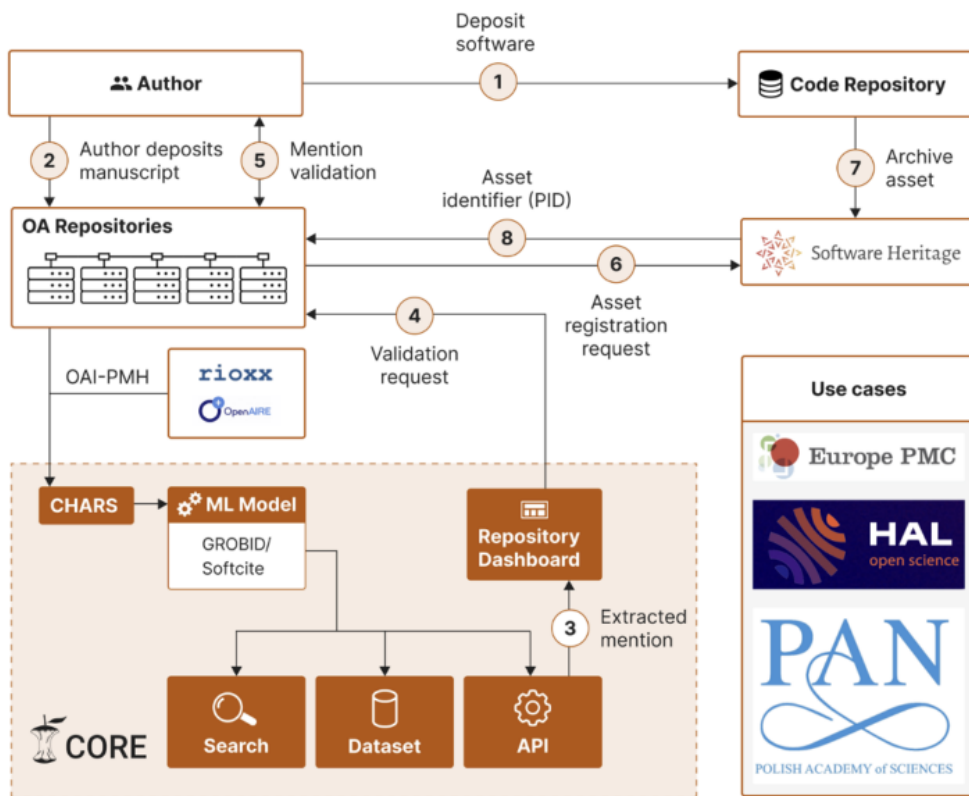 Deposit
software
1
Author
Code Repository
2
Author deposits
manuscript
5
Mention
validation
7
Archive
asset
Asset
identifier (PID)
8
OA Repositories
Software Heritage
6
Asset
registration
request
4
Validation
request
OAI-PMH
rioxx
OpenAIRE
Use cases
Europe PMC
HAL
open science
PAN
POLISH ACADEMY of SCIENCES
CHARS
ML Model
GROBID/
Softcite
Repository
Dashboard
3
Extracted
mention
Search
Dataset
API
CORE